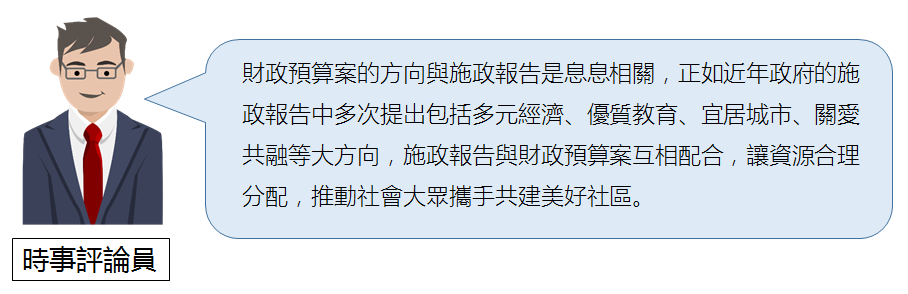 財政預算案的方向與施政報告是息息相關，正如近年政府的施
政報告中多次提出包括多元經濟、優質教育、宜居城市、關愛
共融等大方向，施政報告與財政預算案互相配合，讓資源合理
分配，推動社會大眾攜手共建美好社區。
時事評論員